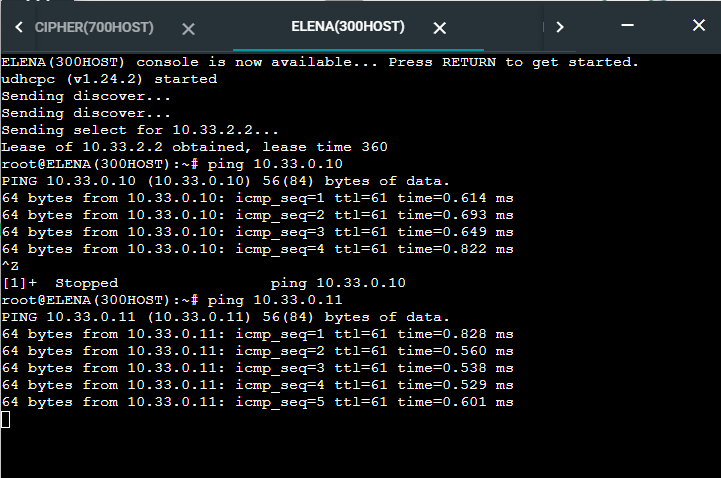 CIPHER(700HOST)
ELENA(300HOST)
ELENA(300HOST) console is now available... Press RETURN to get started.
udhcpc (v1.24.2) started
Sending discover...
Sending discover...
Sending select for 10.33.2.2...
Lease of 10.33.2.2 obtained, lease time 360
root@ELENA(300HOST):~# ping 10.33.0.10
PING 10.33.0.10 (10.33.0.10) 56(84) bytes of data.
64 bytes from 10.33.0.10: icmp_seq=1 ttl=61 time=0.614 ms
64 bytes from 10.33.0.10: icmp_seq=2 ttl=61 time=0.693 ms
64 bytes from 10.33.0.10: icmp_seq=3 ttl=61 time=0.649 ms
64 bytes from 10.33.0.10: icmp_seq=4 ttl=61 time=0.822 ms
^Z
[1]+  Stopped                 ping 10.33.0.10
root@ELENA(300HOST):~# ping 10.33.0.11
PING 10.33.0.11 (10.33.0.11) 56(84) bytes of data.
64 bytes from 10.33.0.11: icmp_seq=1 ttl=61 time=0.828 ms
64 bytes from 10.33.0.11: icmp_seq=2 ttl=61 time=0.560 ms
64 bytes from 10.33.0.11: icmp_seq=3 ttl=61 time=0.538 ms
64 bytes from 10.33.0.11: icmp_seq=4 ttl=61 time=0.529 ms
64 bytes from 10.33.0.11: icmp_seq=5 ttl=61 time=0.601 ms